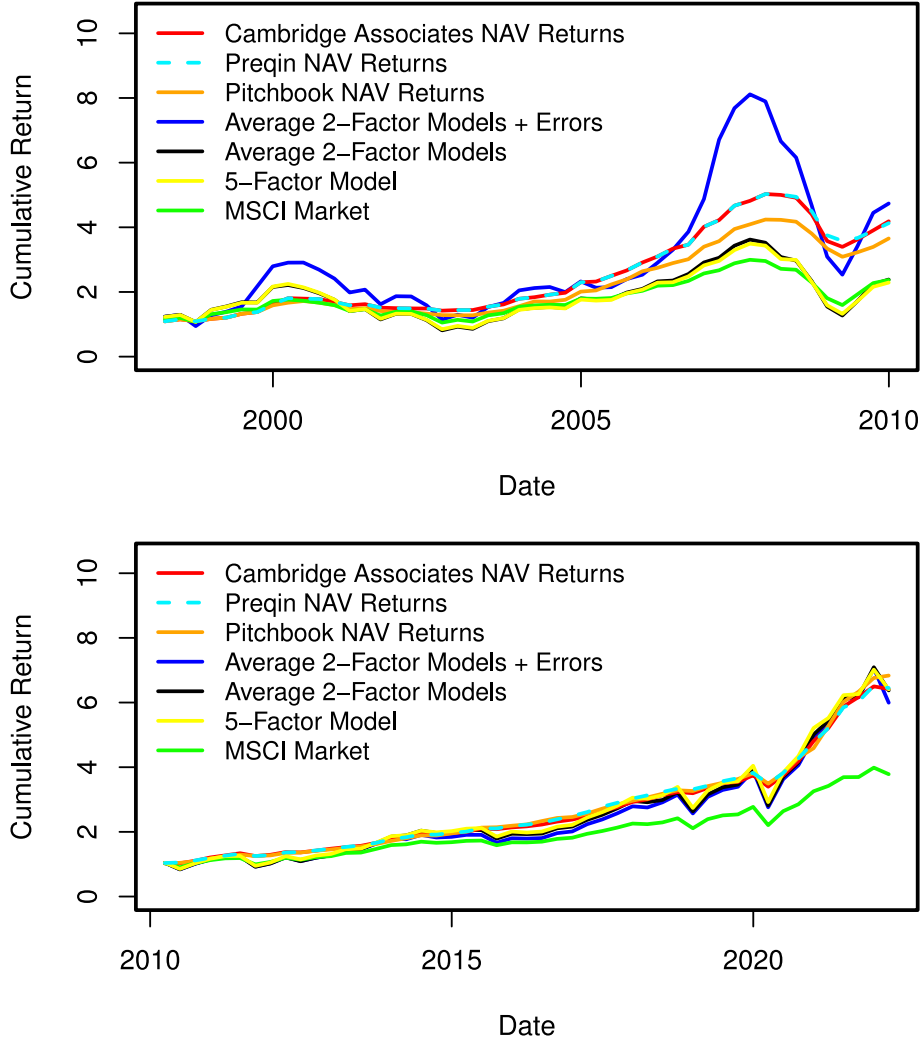 10
8
6
4
2
0
Cumulative Return
Cambridge Associates NAV Returns
Preqin NAV Returns
Pitchbook NAV Returns
Average 2−Factor Models + Errors
Average 2−Factor Models
5−Factor Model
MSCI Market
2000
2005
2010
Date
10
8
6
4
2
0
Cumulative Return
Cambridge Associates NAV Returns
Preqin NAV Returns
Pitchbook NAV Returns
Average 2−Factor Models + Errors
Average 2−Factor Models
5−Factor Model
MSCI Market
2010
2015
2020
Date